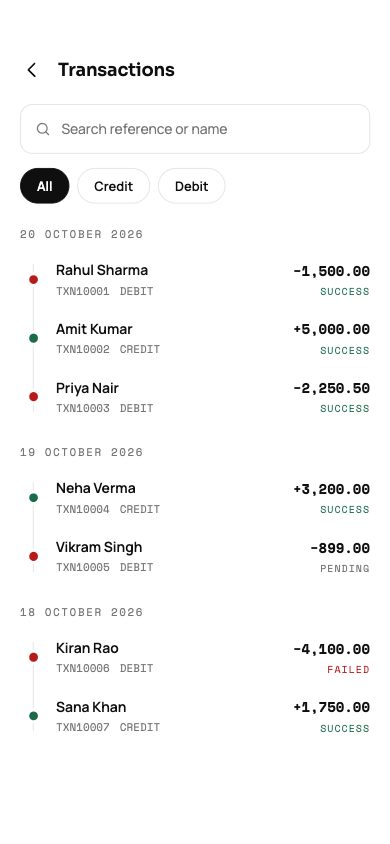 Transactions
Search reference or name
All Credit Debit
20 OCTOBER 2026
Rahul Sharma -1,500.00
TXN10001 DEBIT SUCCESS
Amit Kumar +5,000.00
TXN10002 CREDIT SUCCESS
Priya Nair -2,250.50
TXN10003 DEBIT SUCCESS
19 OCTOBER 2026
Neha Verma +3,200.00
TXN10004 CREDIT SUCCESS
Vikram Singh -899.00
TXN10005 DEBIT PENDING
18 OCTOBER 2026
Kiran Rao -4,100.00
TXN10006 DEBIT FAILED
Sana Khan +1,750.00
TXN10007 CREDIT SUCCESS